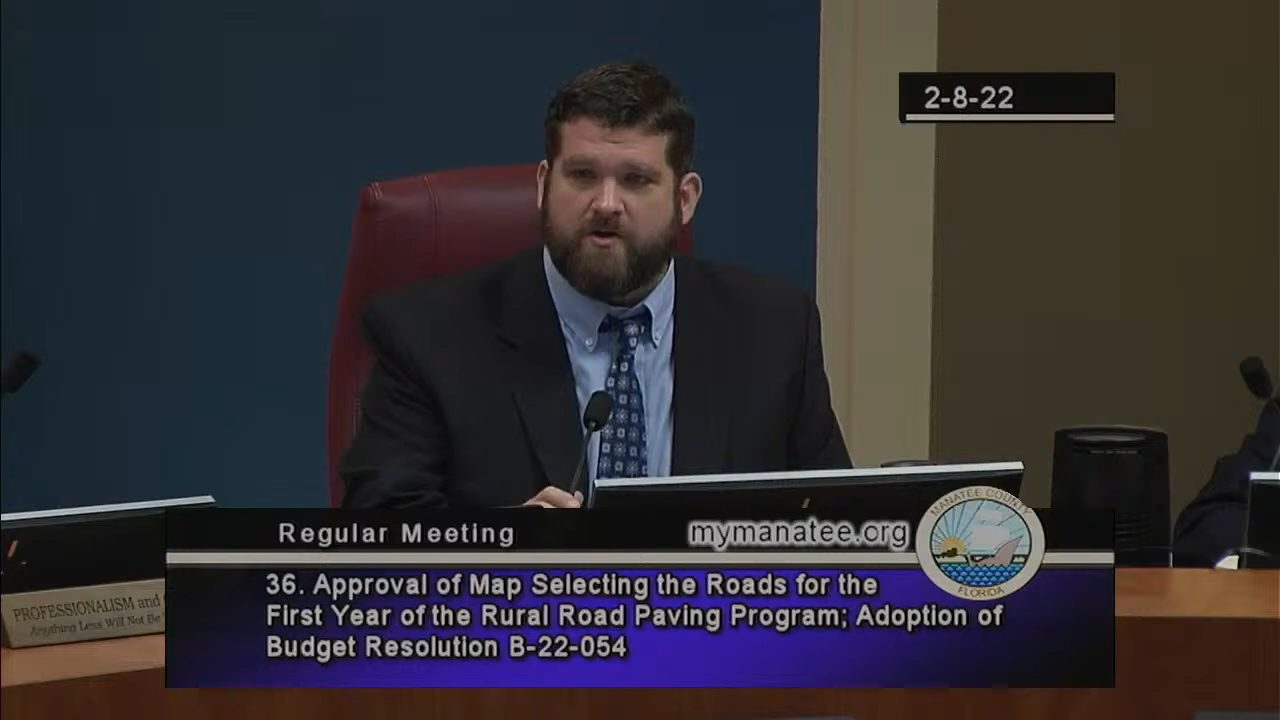 2-8-22
Regular Meeting
mymanatee.org
MANATEE COUNTY
FLORIDA
36. Approval of Map Selecting the Roads for the
First Year of the Rural Road Paving Program; Adoption of
Budget Resolution B-22-054
PROFESSIONALISM and
Anything Less Will Not Be